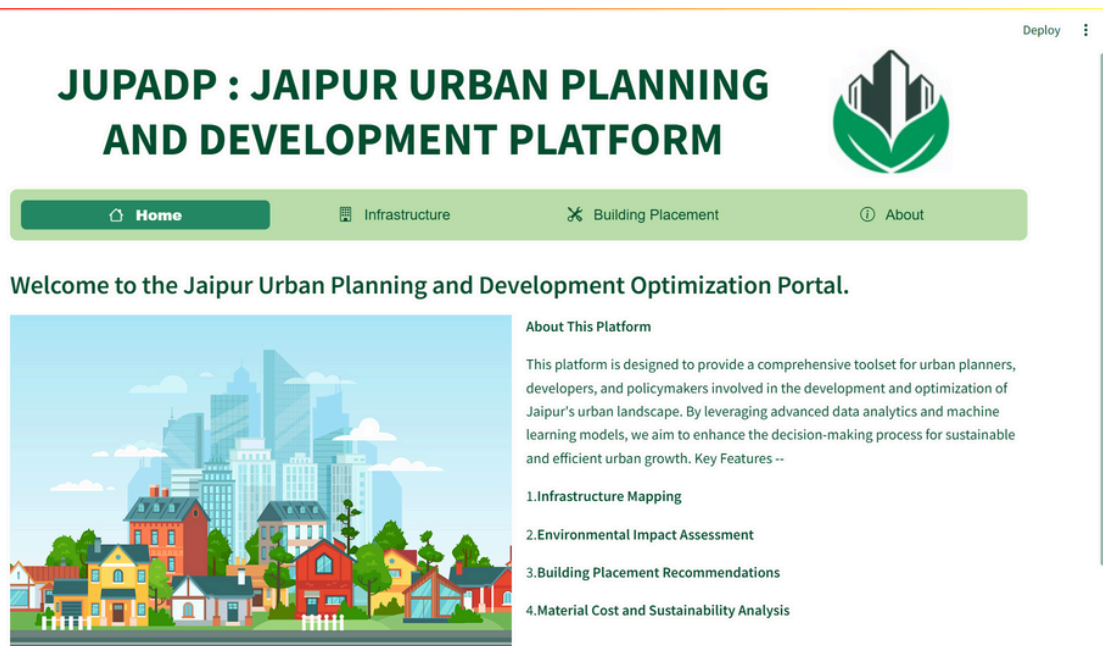 Deploy
JUPADP : JAIPUR URBAN PLANNING
AND DEVELOPMENT PLATFORM
Home
Infrastructure
Building Placement
About
Welcome to the Jaipur Urban Planning and Development Optimization Portal.
About This Platform
This platform is designed to provide a comprehensive toolset for urban planners,
developers, and policymakers involved in the development and optimization of
Jaipur's urban landscape. By leveraging advanced data analytics and machine
learning models, we aim to enhance the decision-making process for sustainable
and efficient urban growth. Key Features --
1.Infrastructure Mapping
2.Environmental Impact Assessment
3.Building Placement Recommendations
4.Material Cost and Sustainability Analysis